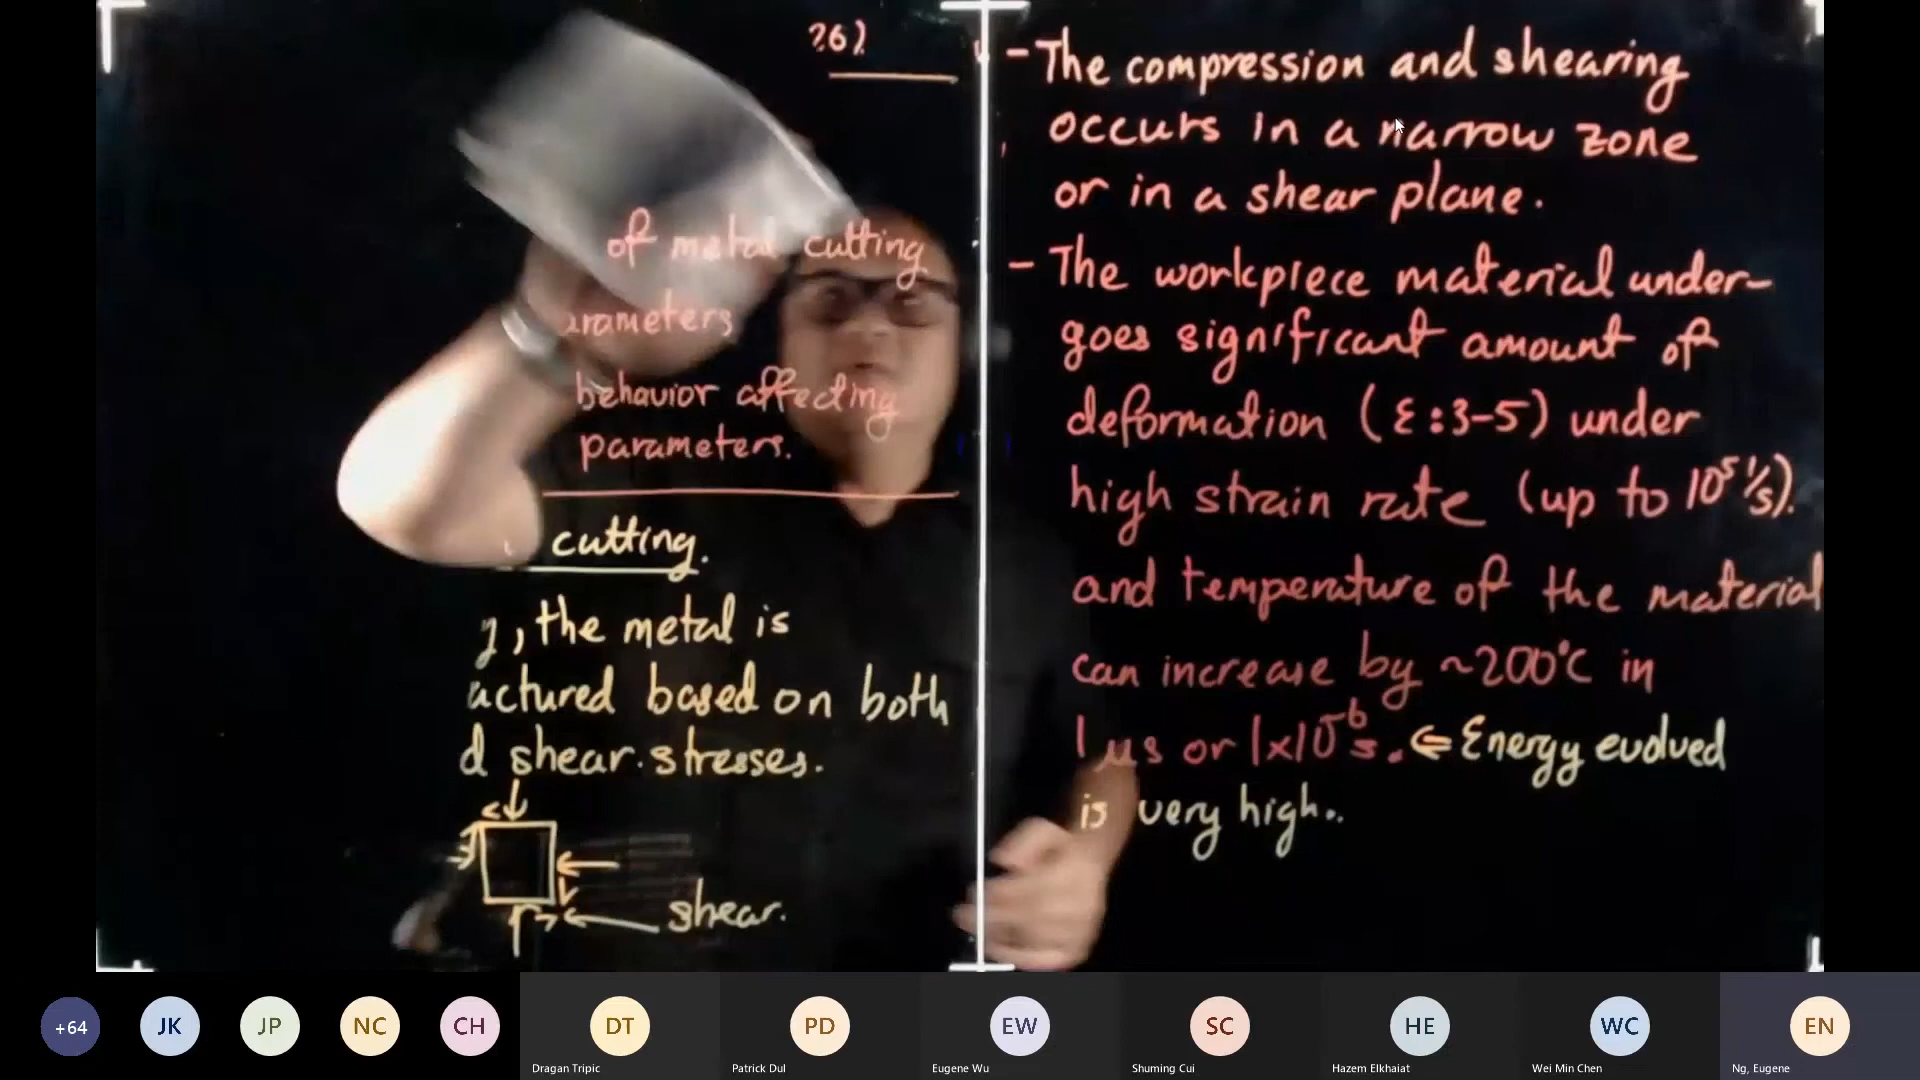 26)
of metal cutting
arameters
behavior affecting
parameters.
cutting.
g, the metal is
actured based on both
d shear stresses.
shear.
- The compression and shearing
occurs in a narrow zone
or in a shear plane.
- The workpiece material under-
goes significant amount of
deformation (ε:3-5) under
high strain rate (up to 10⁵ 1/s).
and temperature of the material
can increase by ~200°C in
1 μs or 1x10⁻⁶ s. ⇐ Energy evolved
is very high..
+64
JK
JP
NC
CH
DT
PD
EW
SC
HE
WC
EN
Dragan Tripic
Patrick Dul
Eugene Wu
Shuming Cui
Hazem Elkhaiat
Wei Min Chen
Ng, Eugene